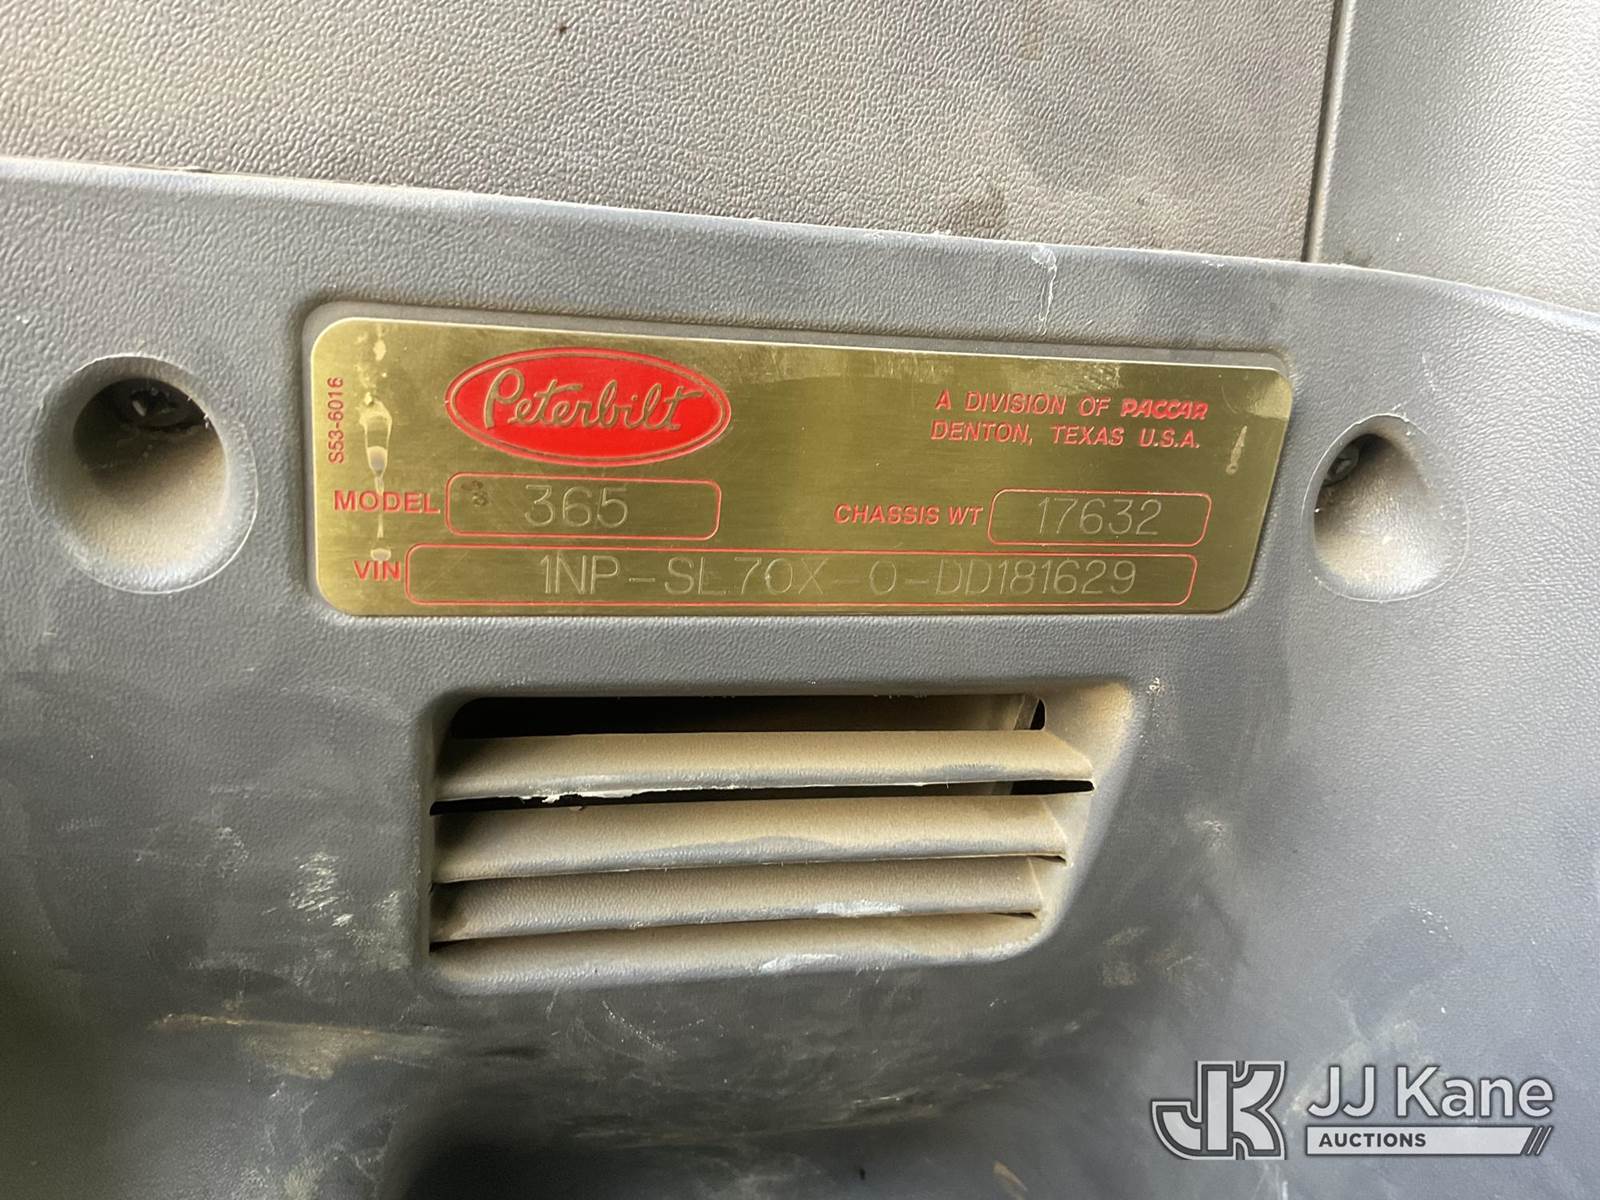 S53-6016
Peterbilt
A DIVISION OF PACCAR
DENTON, TEXAS U.S.A.
MODEL 365
CHASSIS WT 17632
VIN 1NP-SL70X-0-DD181629
JK JJ Kane
AUCTIONS